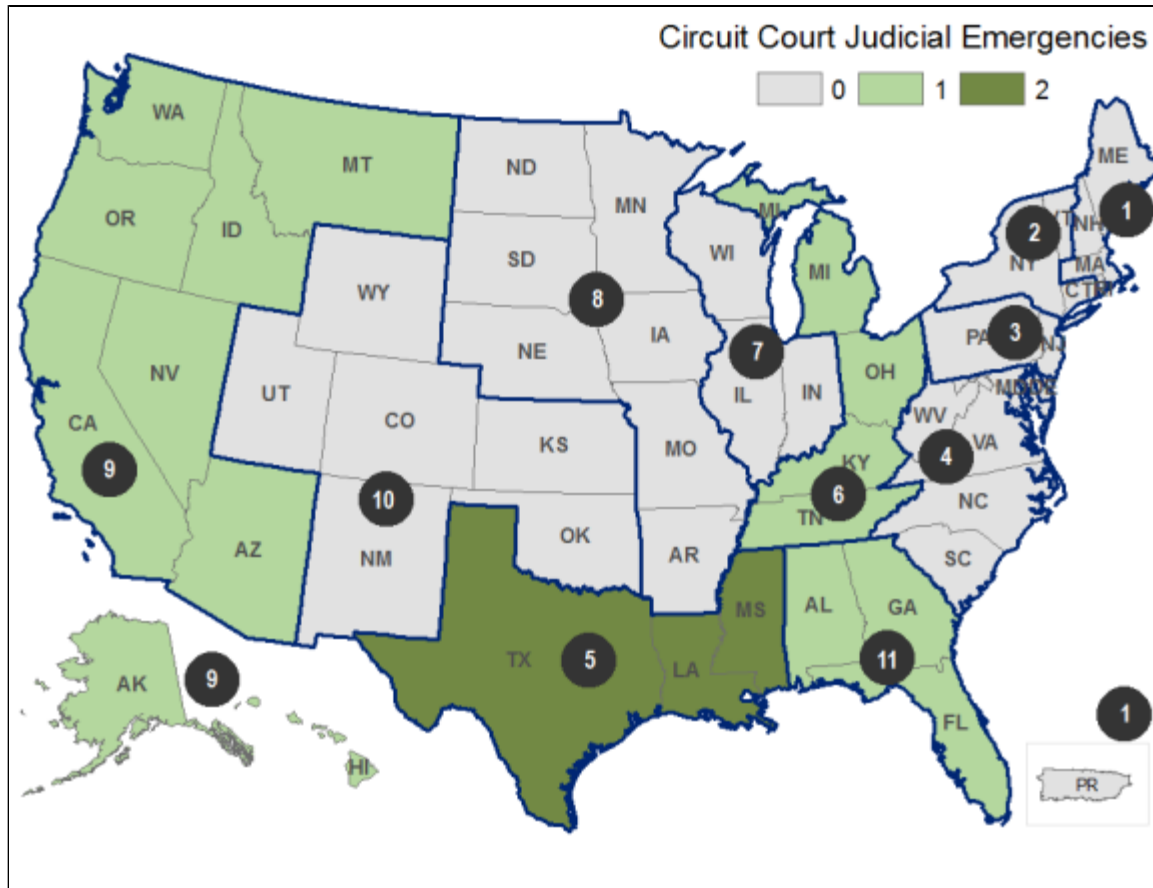 Circuit Court Judicial Emergencies
0 1 2
WA
MT
ND
MN
ME
OR
ID
SD
WI
MI
MI
NH
1
2
NY
MA
WY
8
IA
7
PA
3
NJ
NE
NV
UT
CO
IL
IN
OH
WV
VA
CA
9
KS
MO
KY
4
10
6
NC
TN
AZ
NM
OK
AR
SC
MS
AL
GA
TX
5
LA
11
AK
9
FL
1
HI
PR